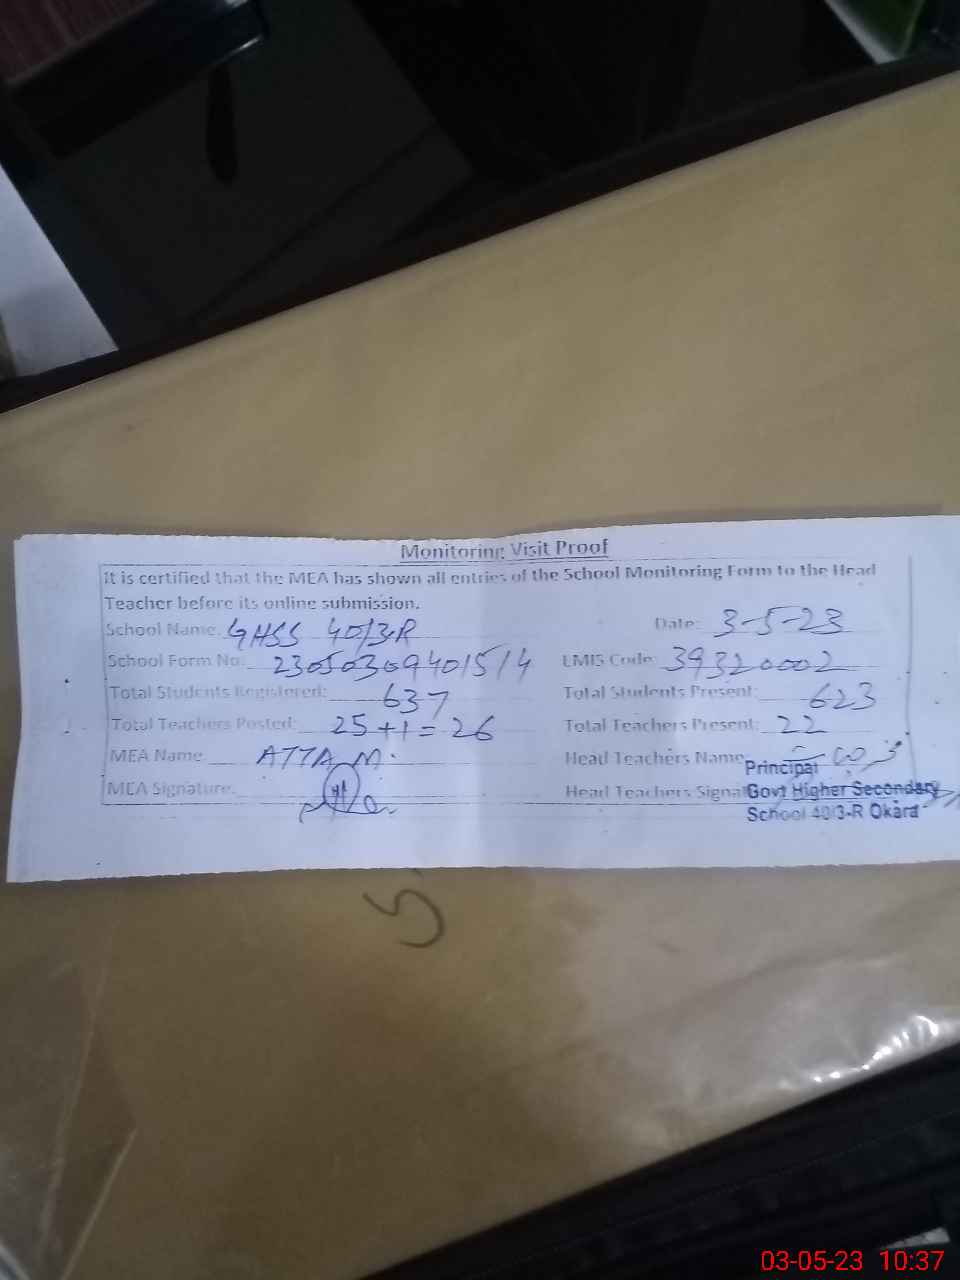 Monitoring Visit Proof
It is certified that the MEA has shown all entries of the School Monitoring Form to the Head
Teacher before its online submission.
School Name: GHSS 40/3-R Date: 3-5-23
School Form No: 23050309401514 EMIS Code: 39320002
Total Students Registered: 637 Total Students Present: 623
Total Teachers Posted: 25+1=26 Total Teachers Present: 22
MEA Name ATTA M. Head Teachers Name
Principal
MEA Signature: Head Teachers Signa
Govt Higher Secondary
School 40/3-R Okara
5
03-05-23 10:37